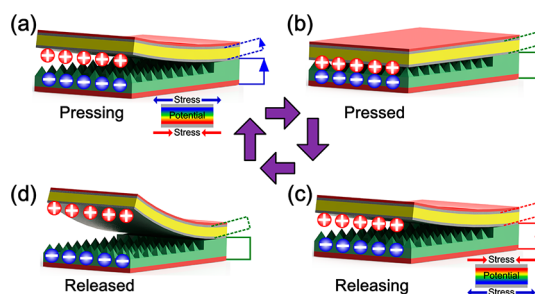 (a)
(b)
Pressing
Stress
Potential
Stress
Pressed
(d)
(c)
Released
Releasing
Stress
Potential
Stress